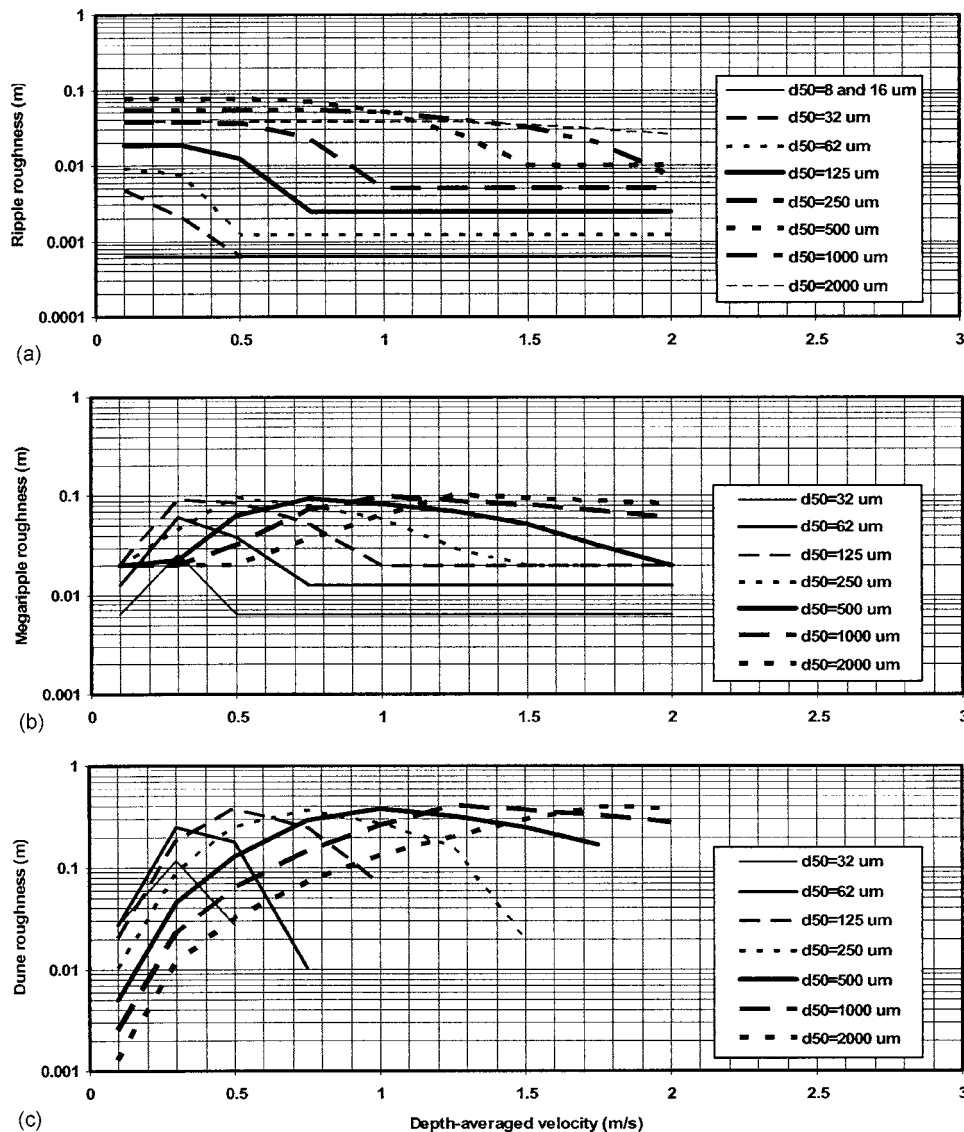 1
0.1
0.01
0.001
0.0001
Ripple roughness (m)
d50=8 and 16 um
d50=32 um
d50=62 um
d50=125 um
d50=250 um
d50=500 um
d50=1000 um
d50=2000 um
0 0.5 1 1.5 2 2.5 3
(a)
1
0.1
0.01
0.001
Megaripple roughness (m)
d50=32 um
d50=62 um
d50=125 um
d50=250 um
d50=500 um
d50=1000 um
d50=2000 um
0 0.5 1 1.5 2 2.5 3
(b)
1
0.1
0.01
0.001
Dune roughness (m)
d50=32 um
d50=62 um
d50=125 um
d50=250 um
d50=500 um
d50=1000 um
d50=2000 um
0 0.5 1 1.5 2 2.5 3
(c)
Depth-averaged velocity (m/s)